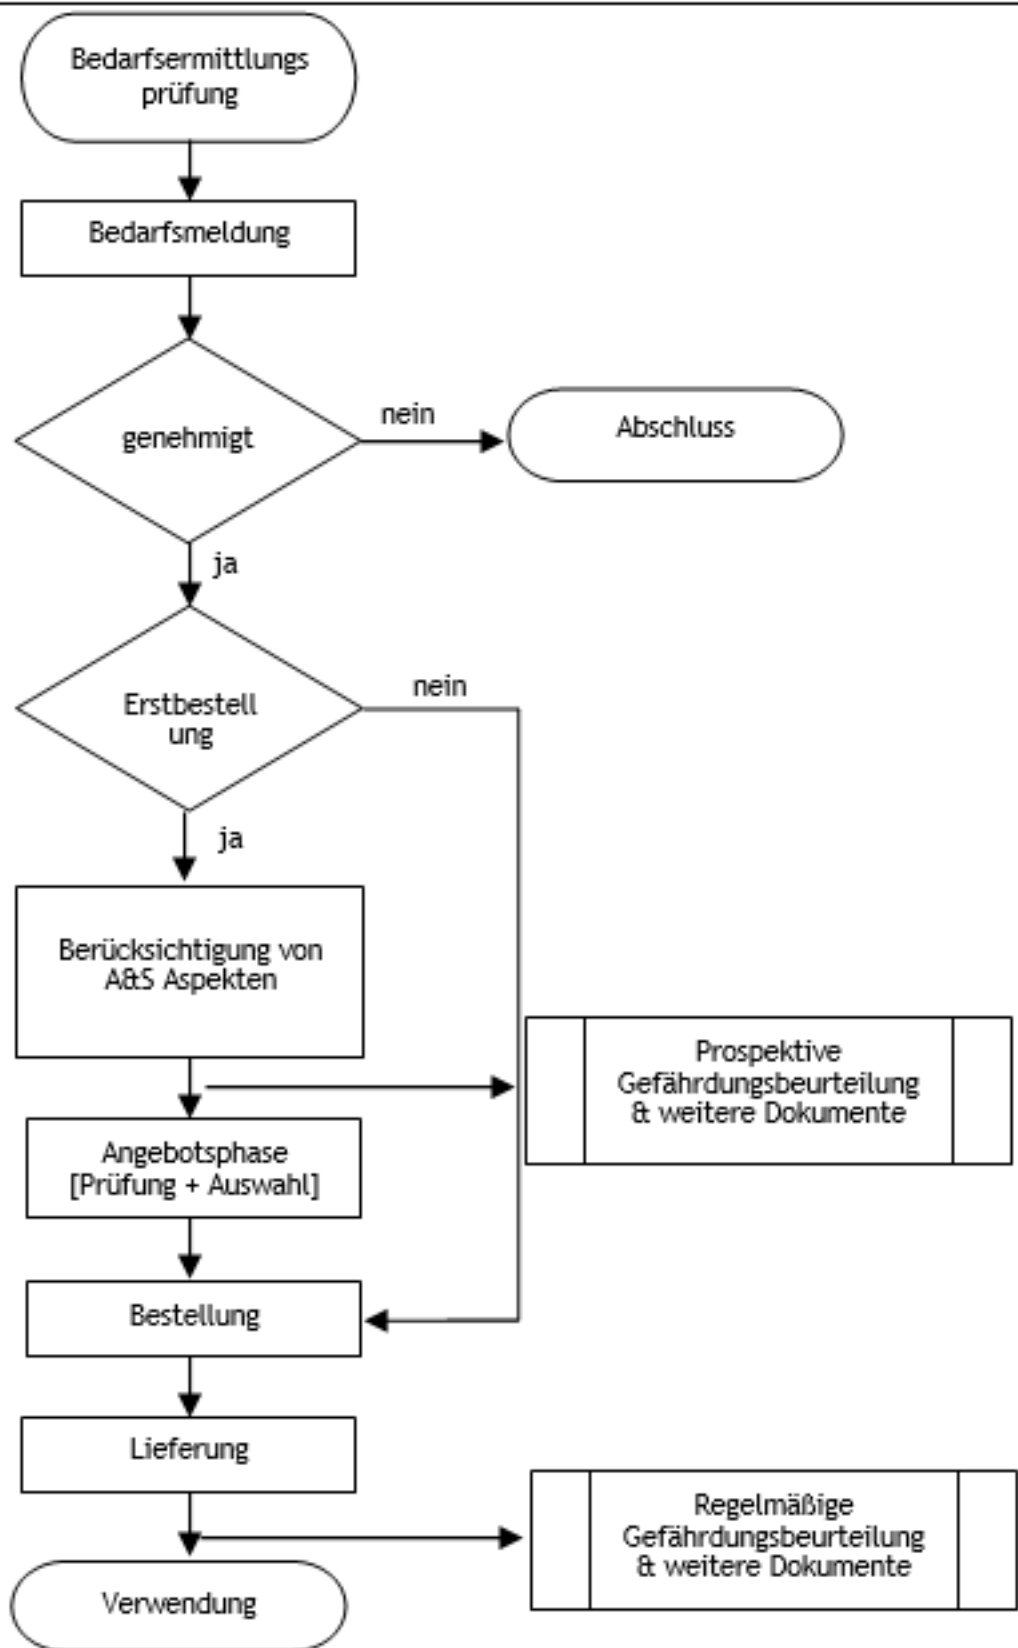 Bedarfsermittlungs
prüfung
Bedarfsmeldung
genehmigt
nein
Abschluss
ja
Erstbestell
ung
nein
ja
Berücksichtigung von
A&S Aspekten
Prospektive
Gefährdungsbeurteilung
& weitere Dokumente
Angebotsphase
[Prüfung + Auswahl]
Bestellung
Lieferung
Regelmäßige
Gefährdungsbeurteilung
& weitere Dokumente
Verwendung